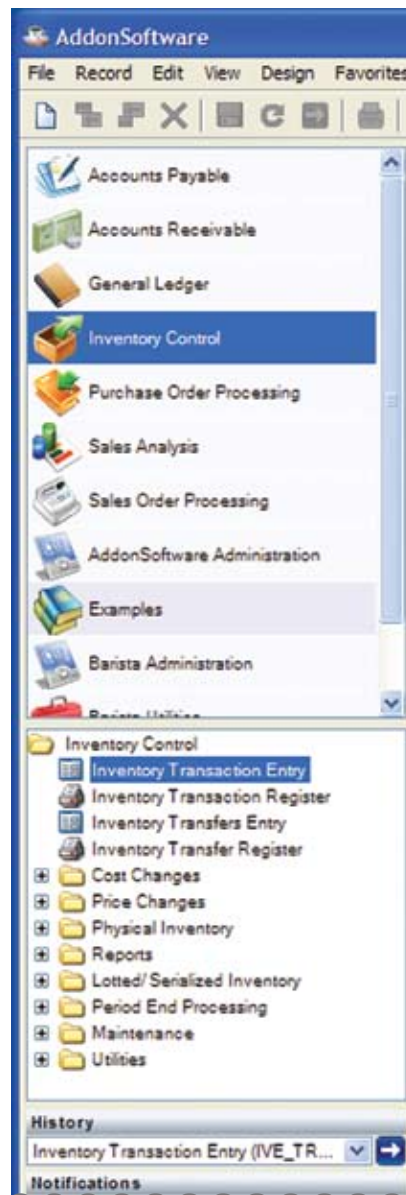 AddonSoftware
File Record Edit View Design Favorites
Accounts Payable
Accounts Receivable
General Ledger
Inventory Control
Purchase Order Processing
Sales Analysis
Sales Order Processing
AddonSoftware Administration
Examples
Barista Administration
Barista Utilities
Inventory Control
Inventory Transaction Entry
Inventory Transaction Register
Inventory Transfers Entry
Inventory Transfer Register
Cost Changes
Price Changes
Physical Inventory
Reports
Lotted/Serialized Inventory
Period End Processing
Maintenance
Utilities
History
Inventory Transaction Entry (IVE_TR...
Notifications